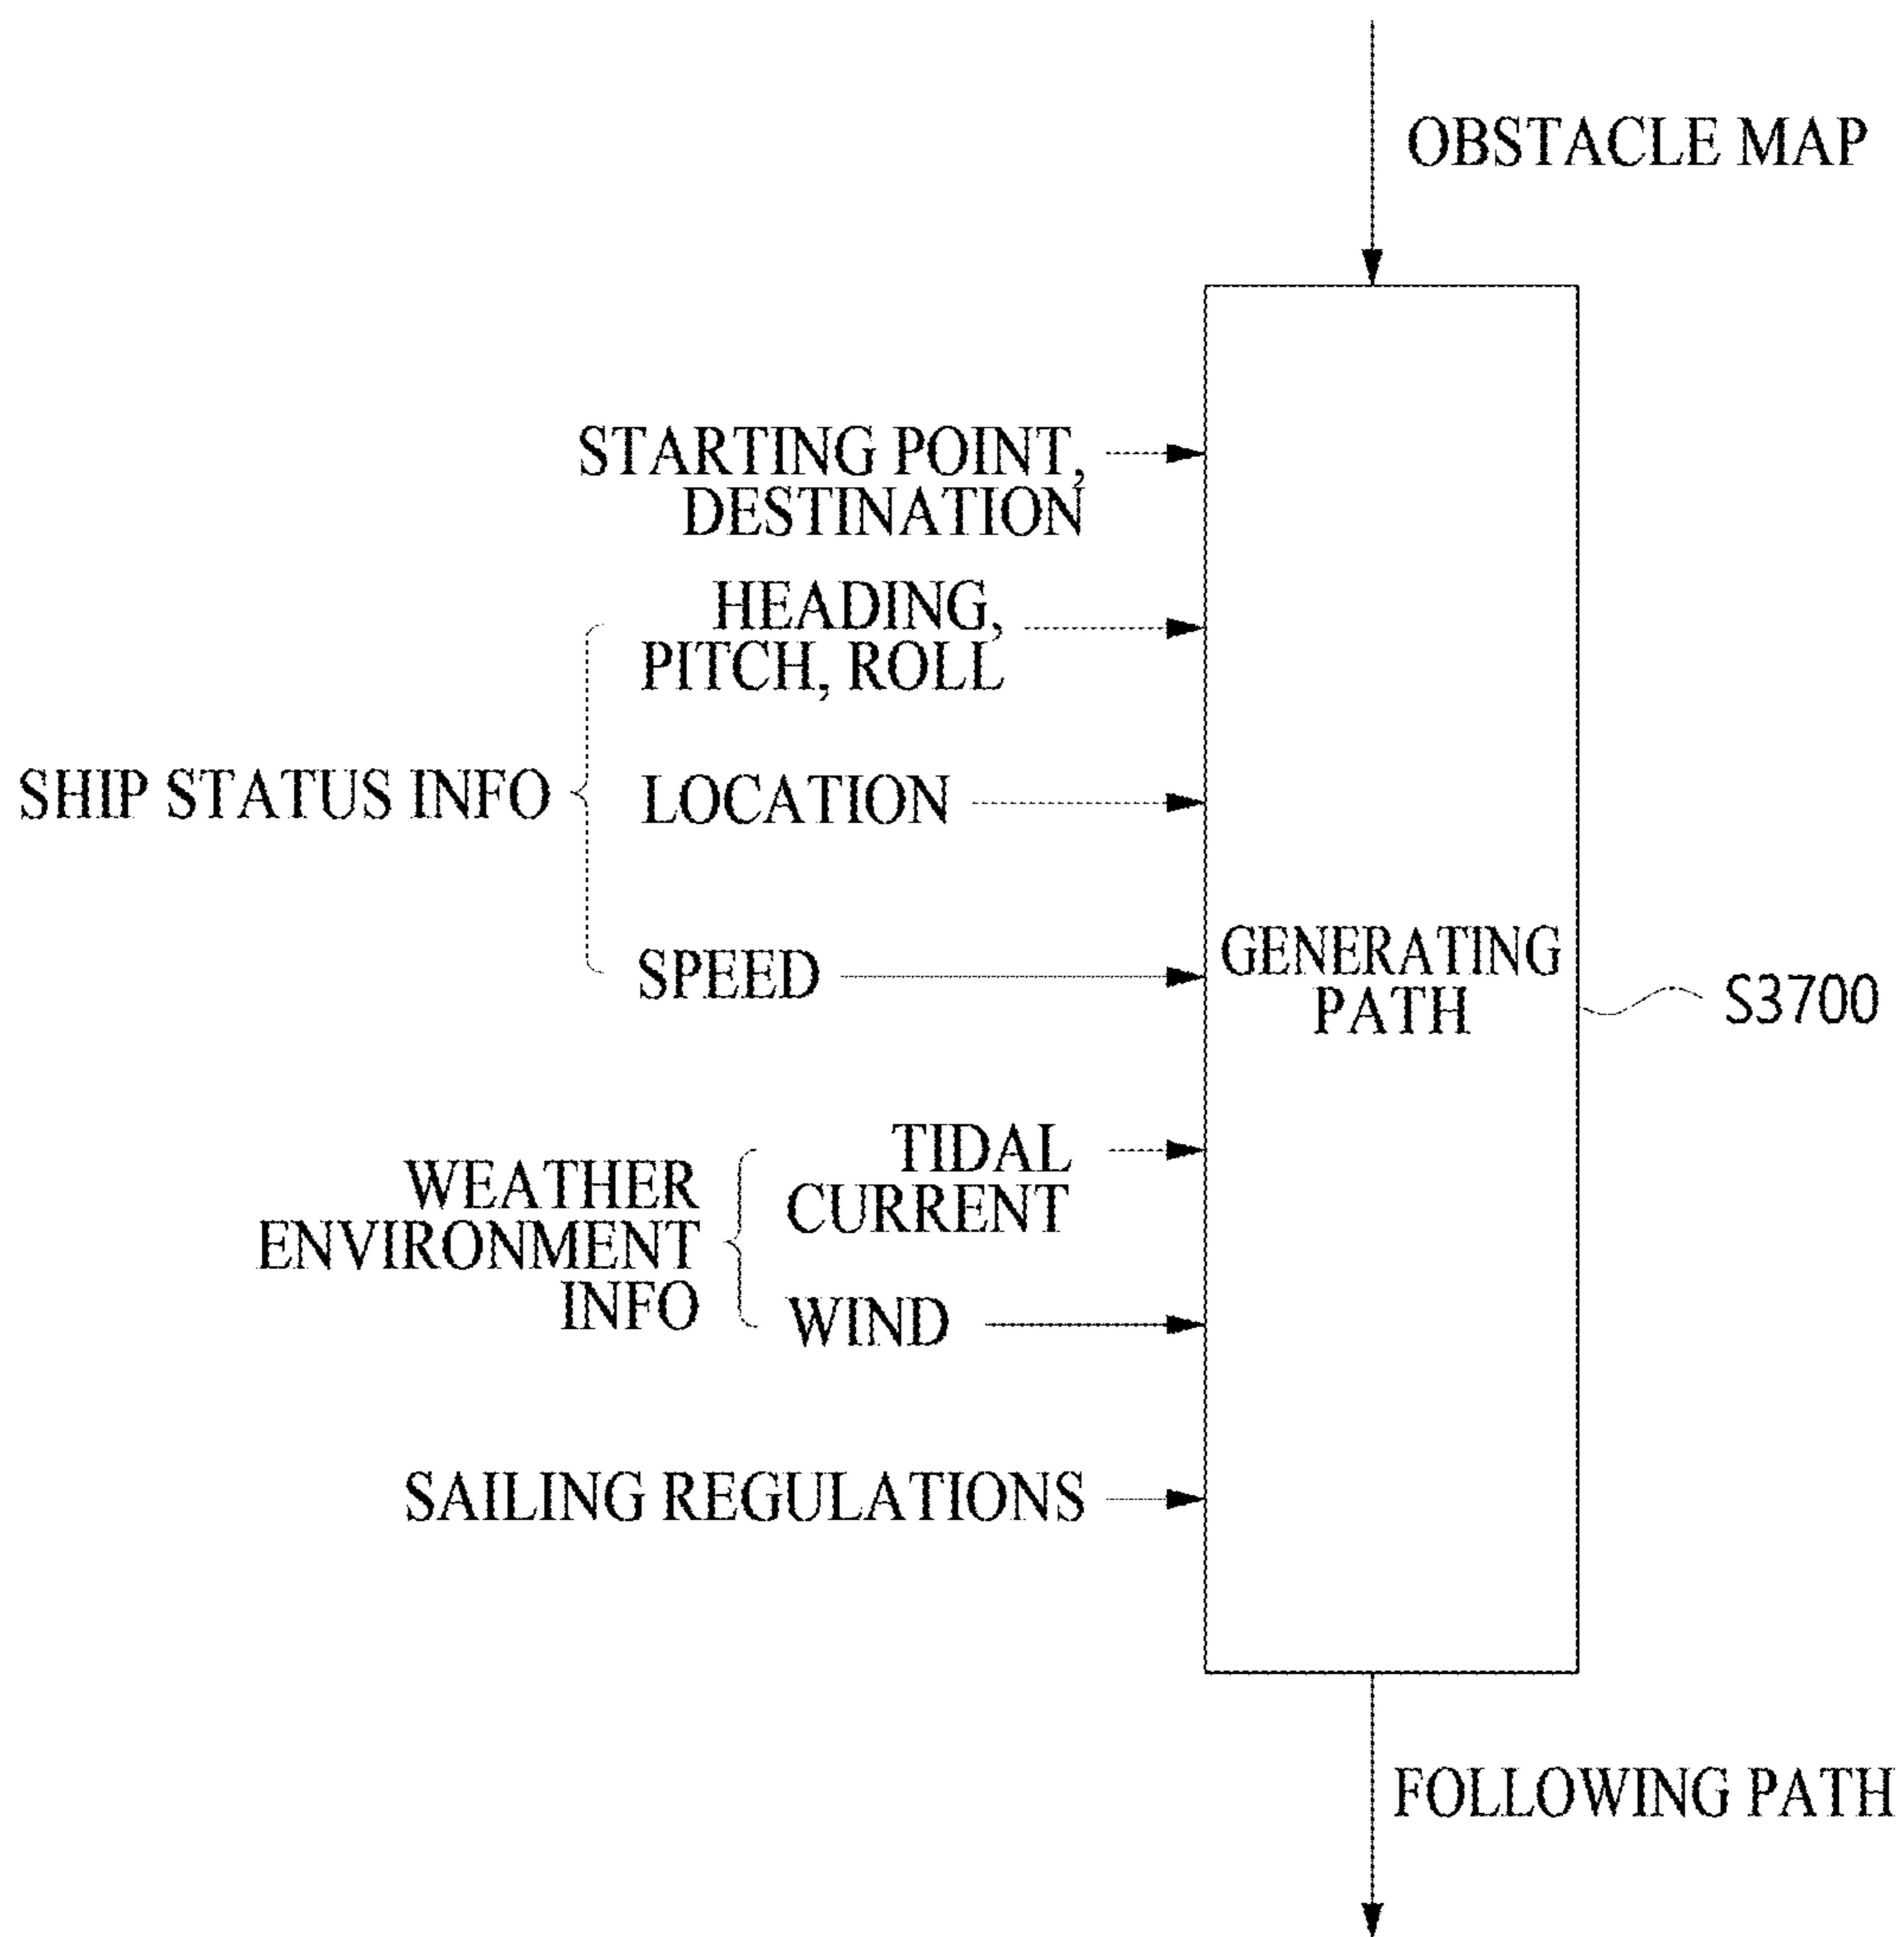 OBSTACLE MAP
STARTING POINT,
DESTINATION
HEADING,
PITCH, ROLL
SHIP STATUS INFO
LOCATION
SPEED
GENERATING
PATH
S3700
TIDAL
CURRENT
WEATHER
ENVIRONMENT
INFO
WIND
SAILING REGULATIONS
FOLLOWING PATH